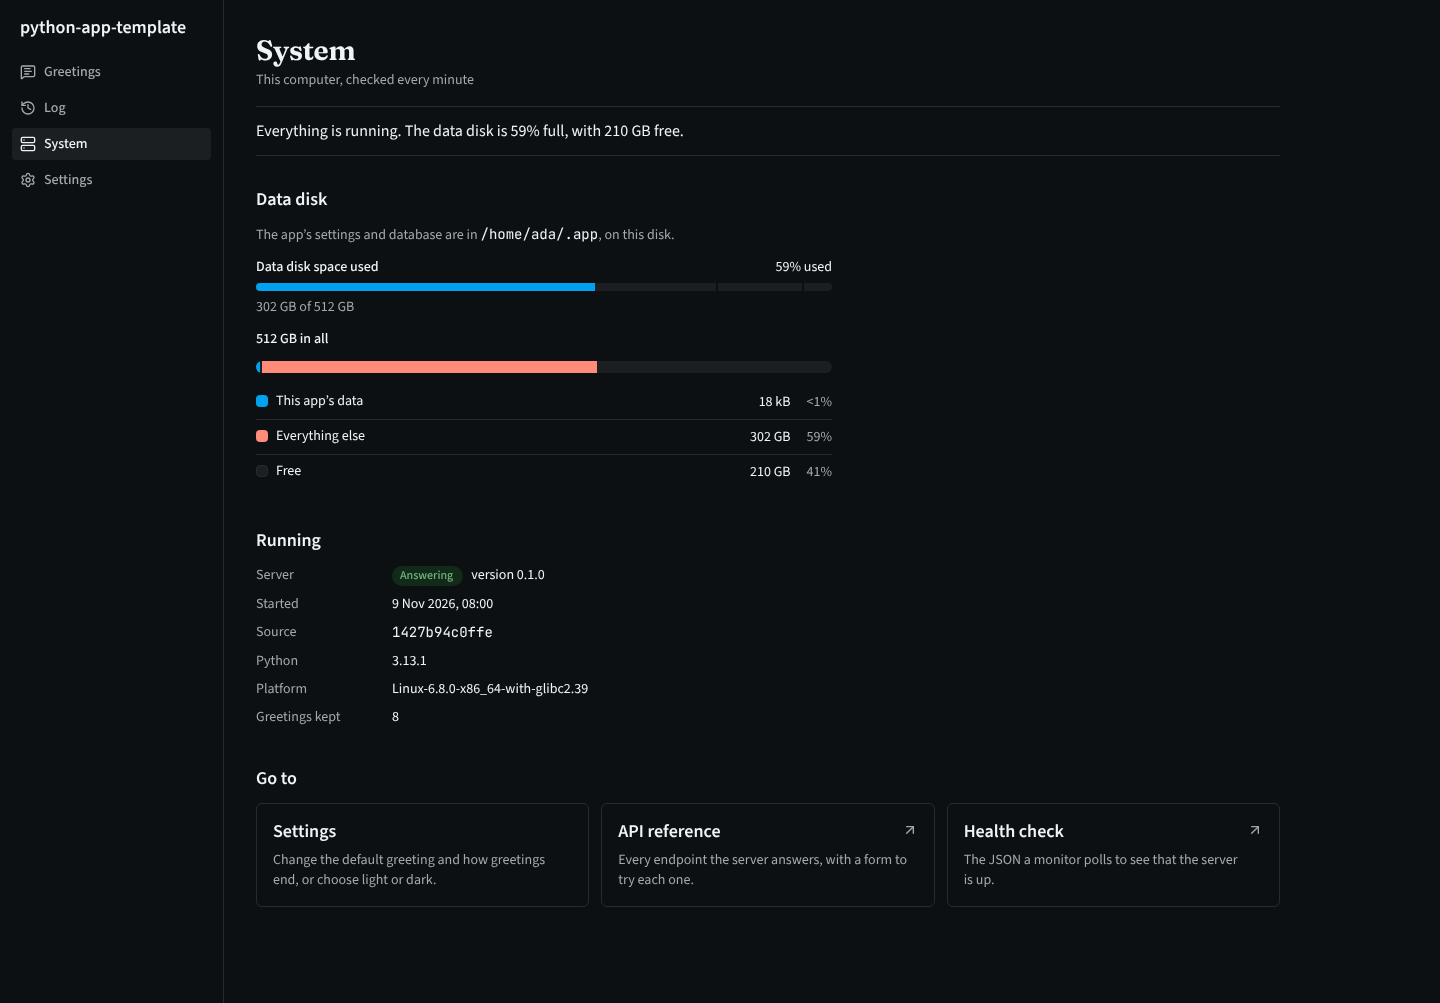 python-app-template
Greetings
Log
System
Settings
System
This computer, checked every minute
Everything is running. The data disk is 59% full, with 210 GB free.
Data disk
The app’s settings and database are in /home/ada/.app, on this disk.
Data disk space used 59% used
302 GB of 512 GB
512 GB in all
This app’s data 18 kB <1%
Everything else 302 GB 59%
Free 210 GB 41%
Running
Server Answering version 0.1.0
Started 9 Nov 2026, 08:00
Source 1427b94c0ffe
Python 3.13.1
Platform Linux-6.8.0-x86_64-with-glibc2.39
Greetings kept 8
Go to
Settings
Change the default greeting and how greetings
end, or choose light or dark.
API reference
Every endpoint the server answers, with a form to
try each one.
Health check
The JSON a monitor polls to see that the server
is up.